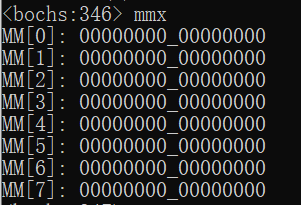 <bochs:346> mmx
MM[0]: 00000000_00000000
MM[1]: 00000000_00000000
MM[2]: 00000000_00000000
MM[3]: 00000000_00000000
MM[4]: 00000000_00000000
MM[5]: 00000000_00000000
MM[6]: 00000000_00000000
MM[7]: 00000000_00000000